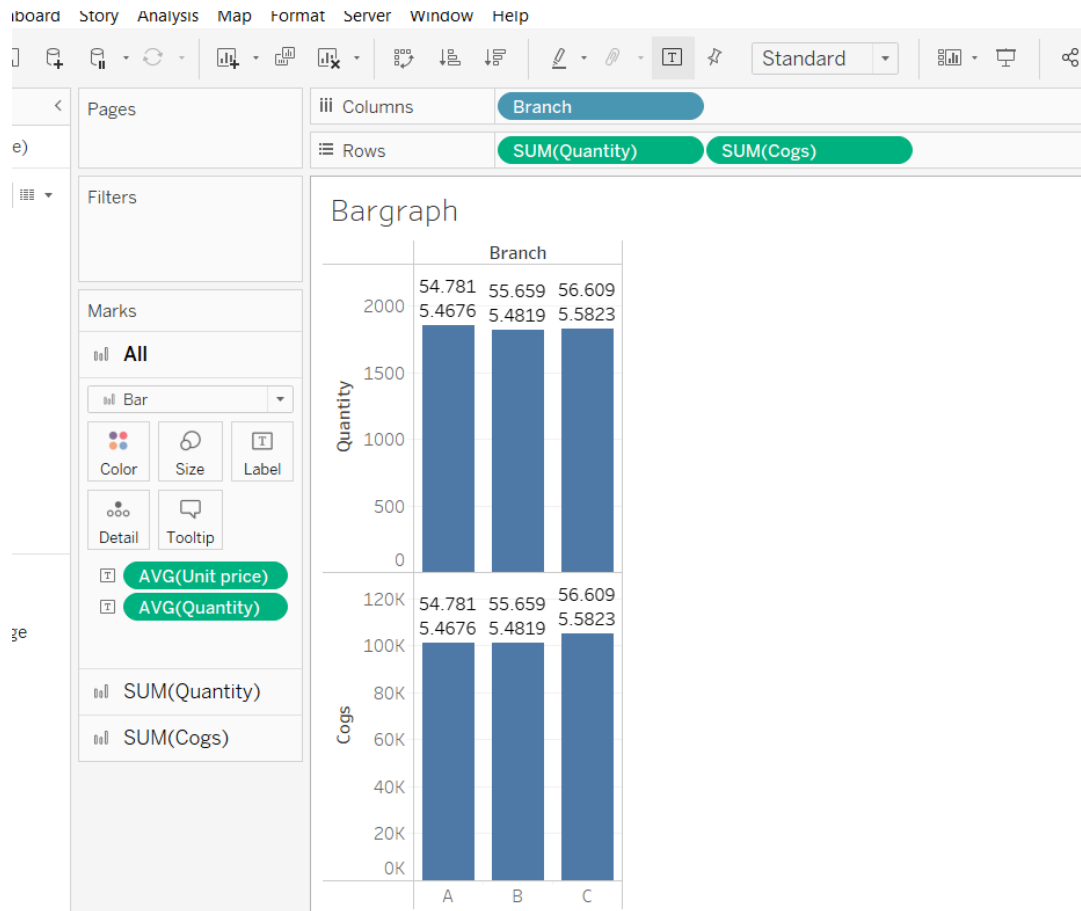 Story Analysis Map Format Server Window Help
Standard
Pages
Columns
Branch
Rows
SUM(Quantity)
SUM(Cogs)
e)
Filters
Bargraph
Branch
Marks
All
Bar
Color
Size
Label
Detail
Tooltip
AVG(Unit price)
AVG(Quantity)
ge
SUM(Quantity)
SUM(Cogs)
Quantity
2000
1500
1000
500
0
54.781 55.659 56.609
5.4676 5.4819 5.5823
Cogs
120K
100K
80K
60K
40K
20K
0K
54.781 55.659 56.609
5.4676 5.4819 5.5823
A B C